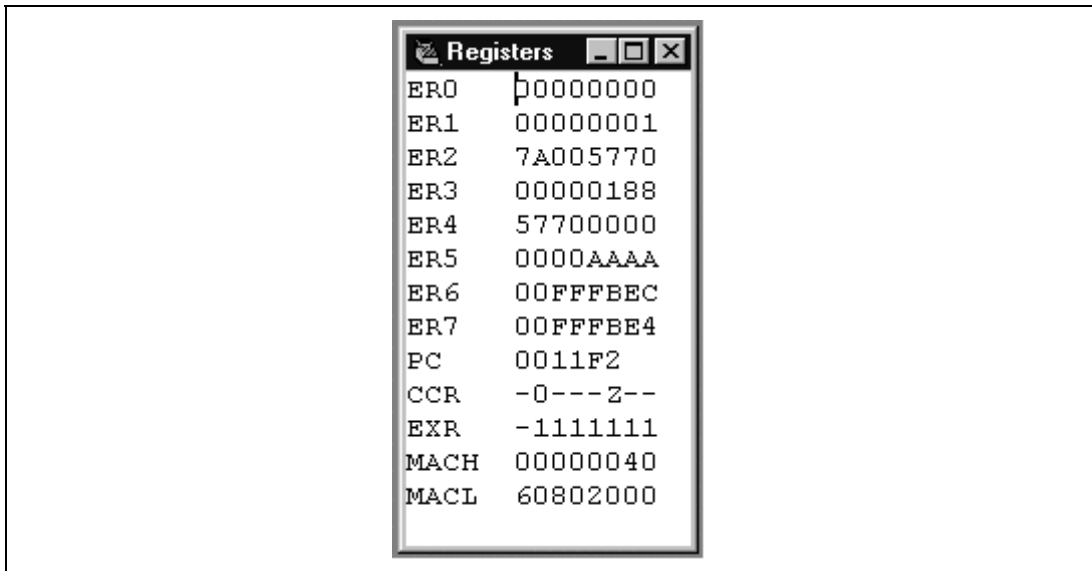 Registers
ER0 00000000
ER1 00000001
ER2 7A005770
ER3 00000188
ER4 57700000
ER5 0000AAAA
ER6 00FFFBEC
ER7 00FFFBE4
PC 0011F2
CCR -0---Z--
EXR -1111111
MACH 00000040
MACL 60802000